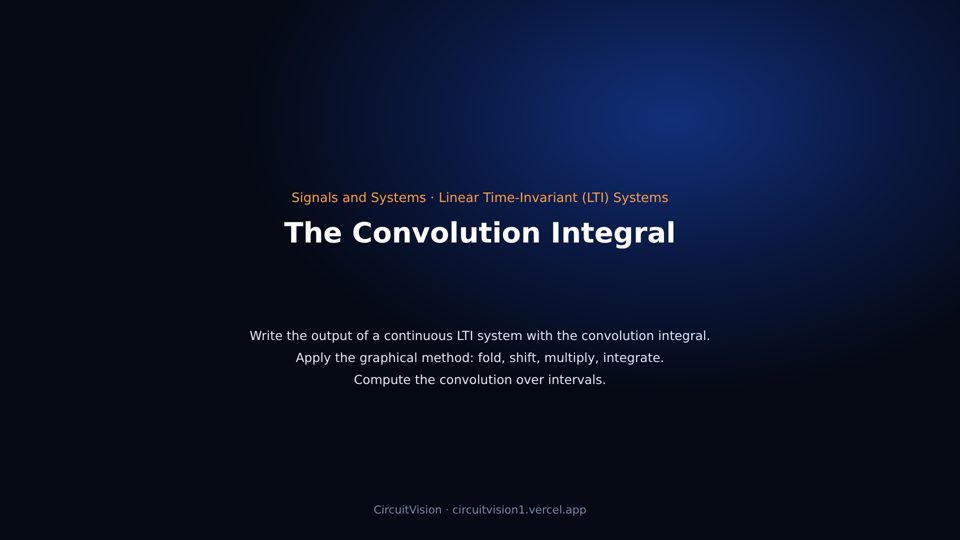 Signals and Systems · Linear Time-Invariant (LTI) Systems
The Convolution Integral
Write the output of a continuous LTI system with the convolution integral.
Apply the graphical method: fold, shift, multiply, integrate.
Compute the convolution over intervals.
CircuitVision · circuitvision1.vercel.app